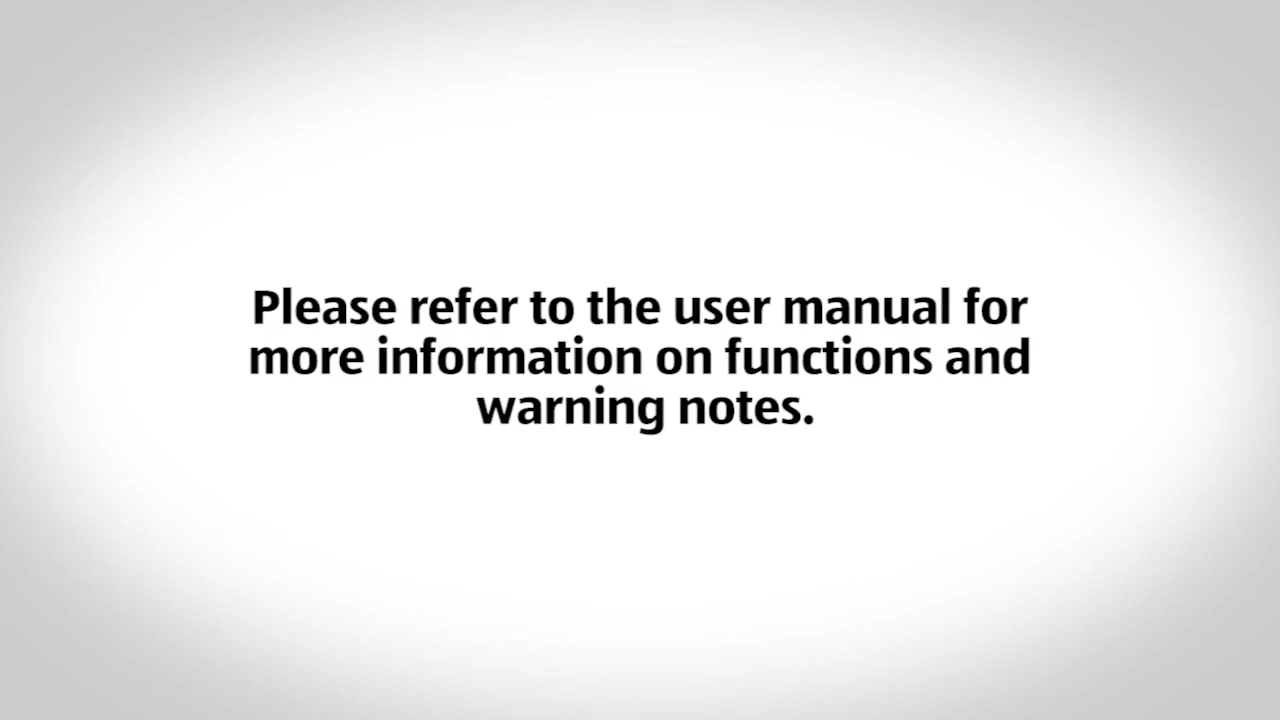 Please refer to the user manual for
more information on functions and
warning notes.